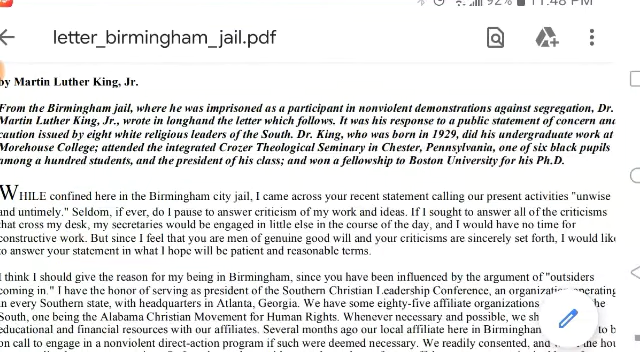 92% 11:48 PM
letter_birmingham_jail.pdf
by Martin Luther King, Jr.
From the Birmingham jail, where he was imprisoned as a participant in nonviolent demonstrations against segregation, Dr.
Martin Luther King, Jr., wrote in longhand the letter which follows. It was his response to a public statement of concern and
caution issued by eight white religious leaders of the South. Dr. King, who was born in 1929, did his undergraduate work at
Morehouse College; attended the integrated Crozer Theological Seminary in Chester, Pennsylvania, one of six black pupils
among a hundred students, and the president of his class; and won a fellowship to Boston University for his Ph.D.
WHILE confined here in the Birmingham city jail, I came across your recent statement calling our present activities "unwise
and untimely." Seldom, if ever, do I pause to answer criticism of my work and ideas. If I sought to answer all of the criticisms
that cross my desk, my secretaries would be engaged in little else in the course of the day, and I would have no time for
constructive work. But since I feel that you are men of genuine good will and your criticisms are sincerely set forth, I would like
to answer your statement in what I hope will be patient and reasonable terms.
I think I should give the reason for my being in Birmingham, since you have been influenced by the argument of "outsiders
coming in." I have the honor of serving as president of the Southern Christian Leadership Conference, an organization operating
in every Southern state, with headquarters in Atlanta, Georgia. We have some eighty-five affiliate organizations the
South, one being the Alabama Christian Movement for Human Rights. Whenever necessary and possible, we sh
educational and financial resources with our affiliates. Several months ago our local affiliate here in Birmingham to b
on call to engage in a nonviolent direct-action program if such were deemed necessary. We readily consented, and the hou